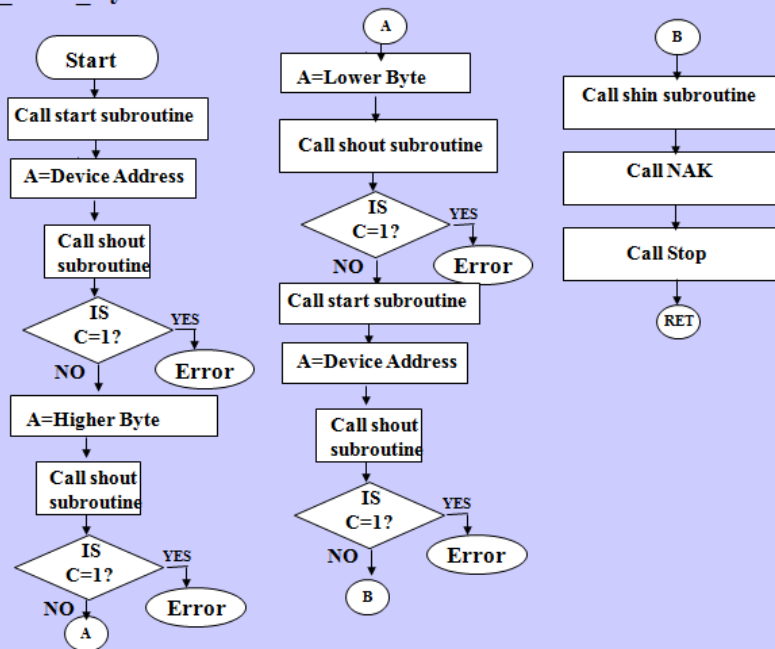 Start
Call start subroutine
A=Device Address
Call shout
subroutine
IS
C=1?
YES
Error
NO
A=Higher Byte
Call shout
subroutine
IS
C=1?
YES
Error
NO
A
A
A=Lower Byte
Call shout subroutine
IS
C=1?
YES
Error
NO
Call start subroutine
A=Device Address
Call shout
subroutine
IS
C=1?
YES
Error
NO
B
B
Call shin subroutine
Call NAK
Call Stop
RET